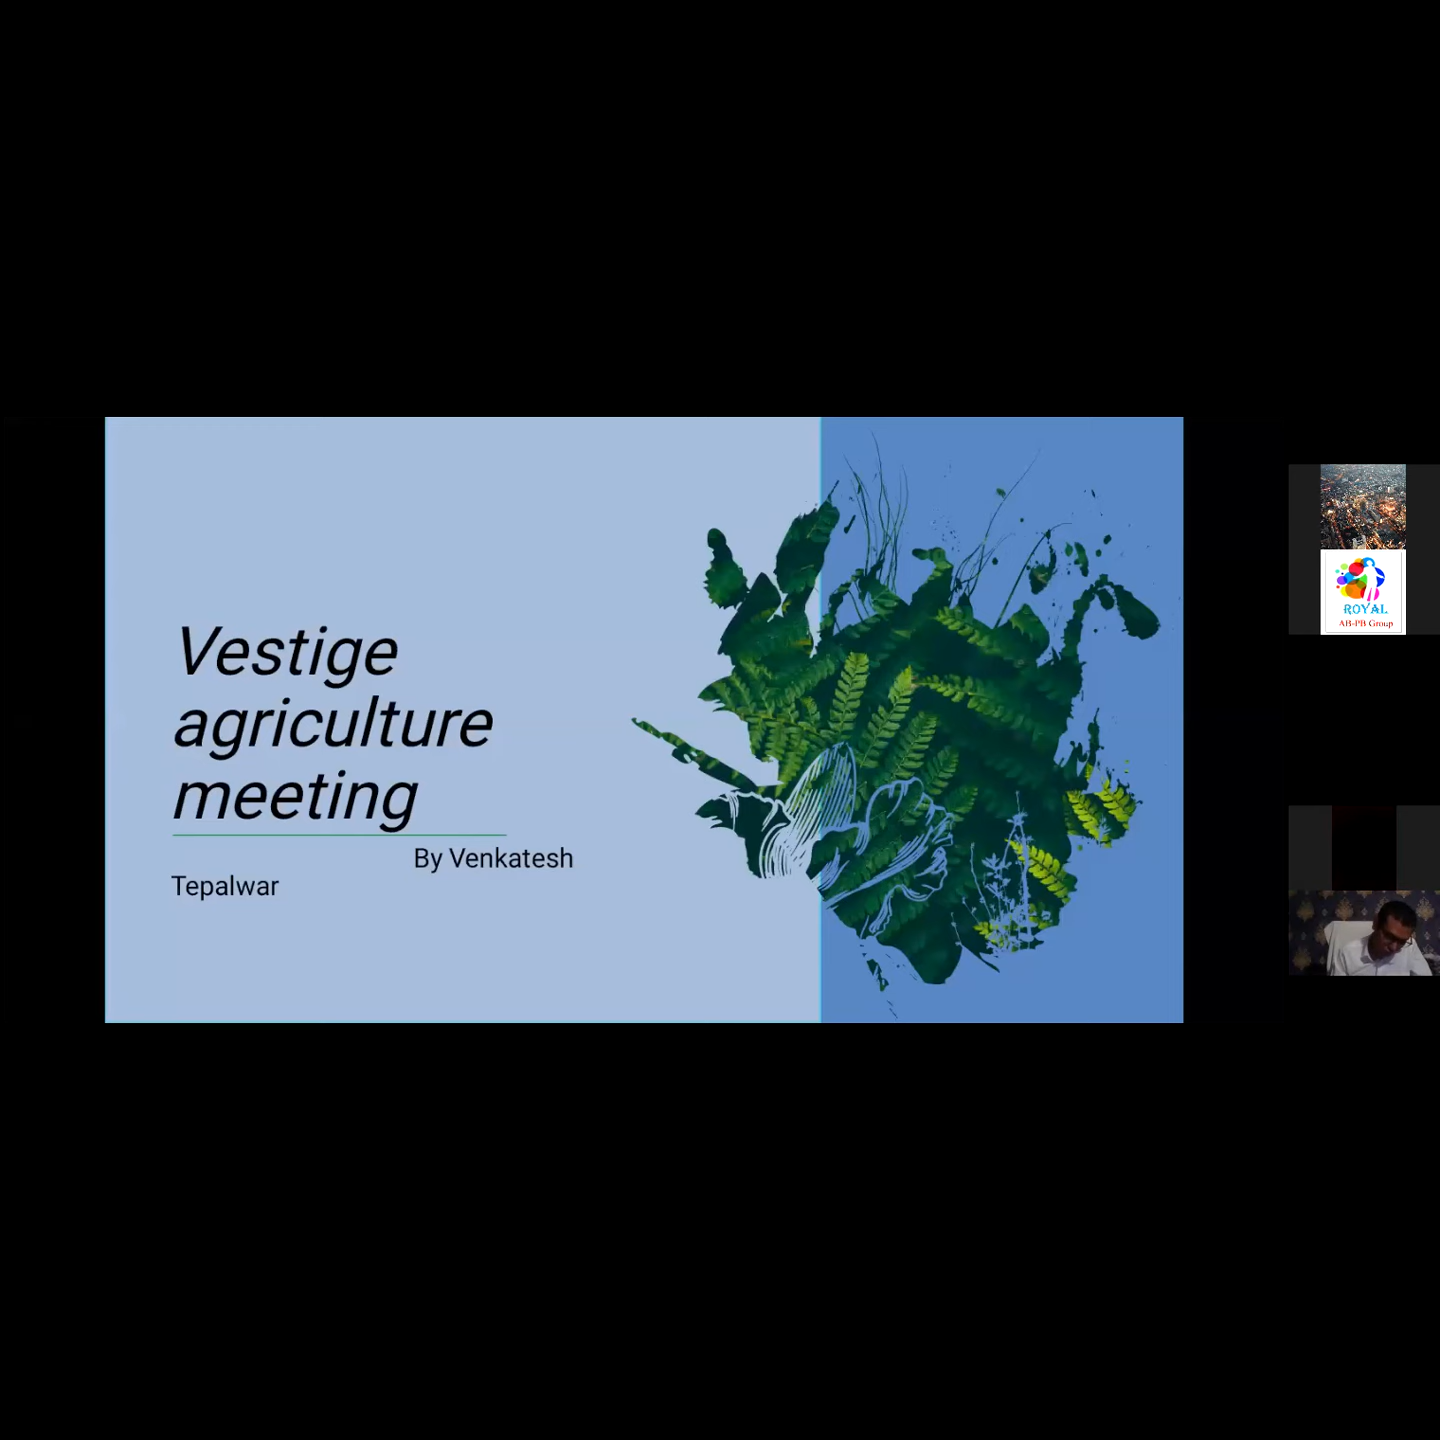 Vestige
agriculture
meeting
By Venkatesh
Tepalwar
ROYAL
AB-PB Group